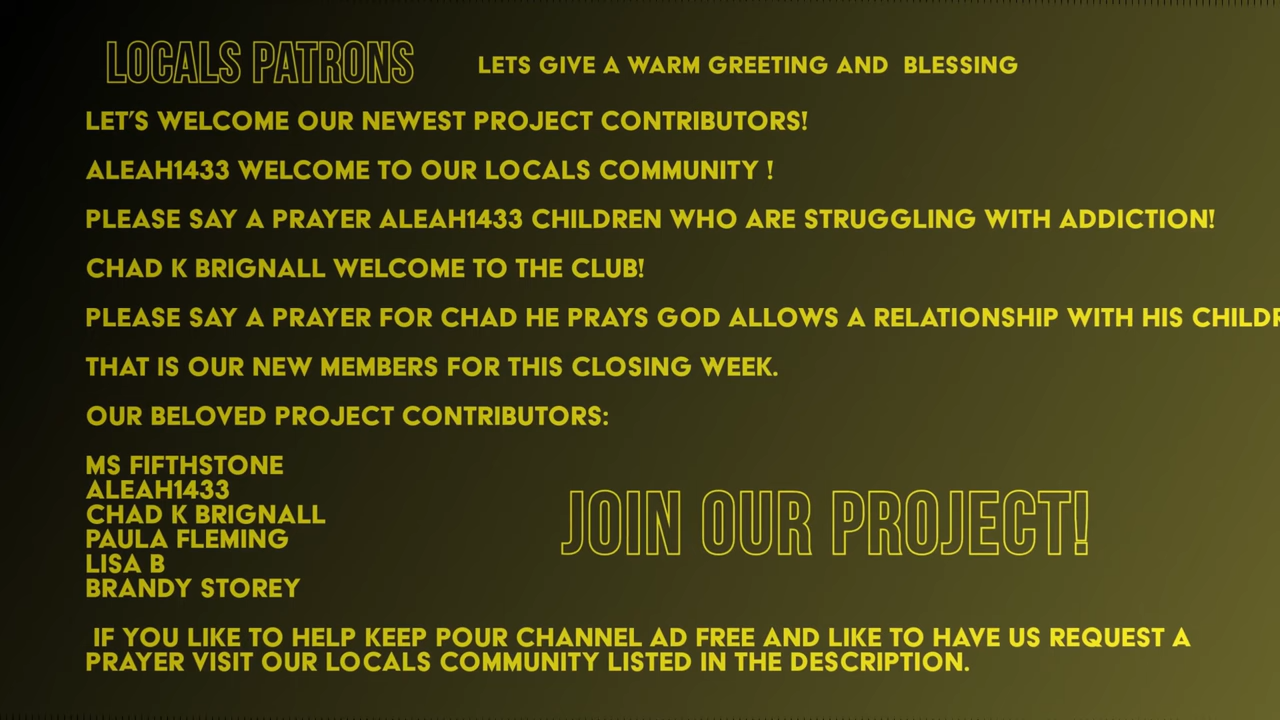 LOCALS PATRONS
LETS GIVE A WARM GREETING AND BLESSING
LET'S WELCOME OUR NEWEST PROJECT CONTRIBUTORS!
ALEAH1433 WELCOME TO OUR LOCALS COMMUNITY !
PLEASE SAY A PRAYER ALEAH1433 CHILDREN WHO ARE STRUGGLING WITH ADDICTION!
CHAD K BRIGNALL WELCOME TO THE CLUB!
PLEASE SAY A PRAYER FOR CHAD HE PRAYS GOD ALLOWS A RELATIONSHIP WITH HIS
THAT IS OUR NEW MEMBERS FOR THIS CLOSING WEEK.
OUR BELOVED PROJECT CONTRIBUTORS:
MS FIFTHSTONE
ALEAH1433
CHAD K BRIGNALL
PAULA FLEMING
LISA B
BRANDY STOREY
JOIN OUR PROJECT!
IF YOU LIKE TO HELP KEEP POUR CHANNEL AD FREE AND LIKE TO HAVE US REQUEST A
PRAYER VISIT OUR LOCALS COMMUNITY LISTED IN THE DESCRIPTION.